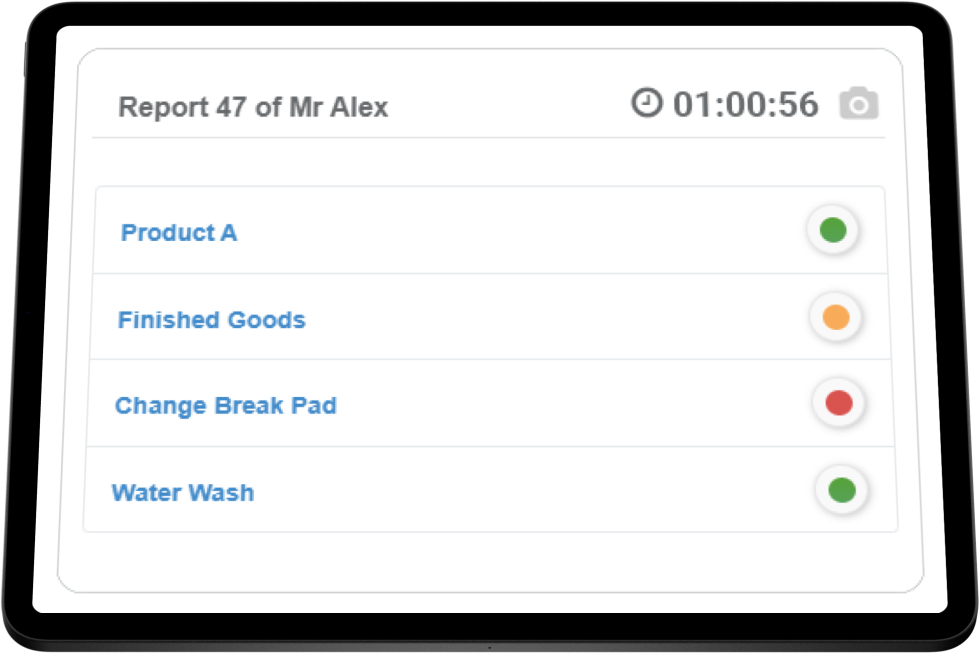 Report 47 of Mr Alex
01:00:56
Product A
Finished Goods
Change Break Pad
Water Wash